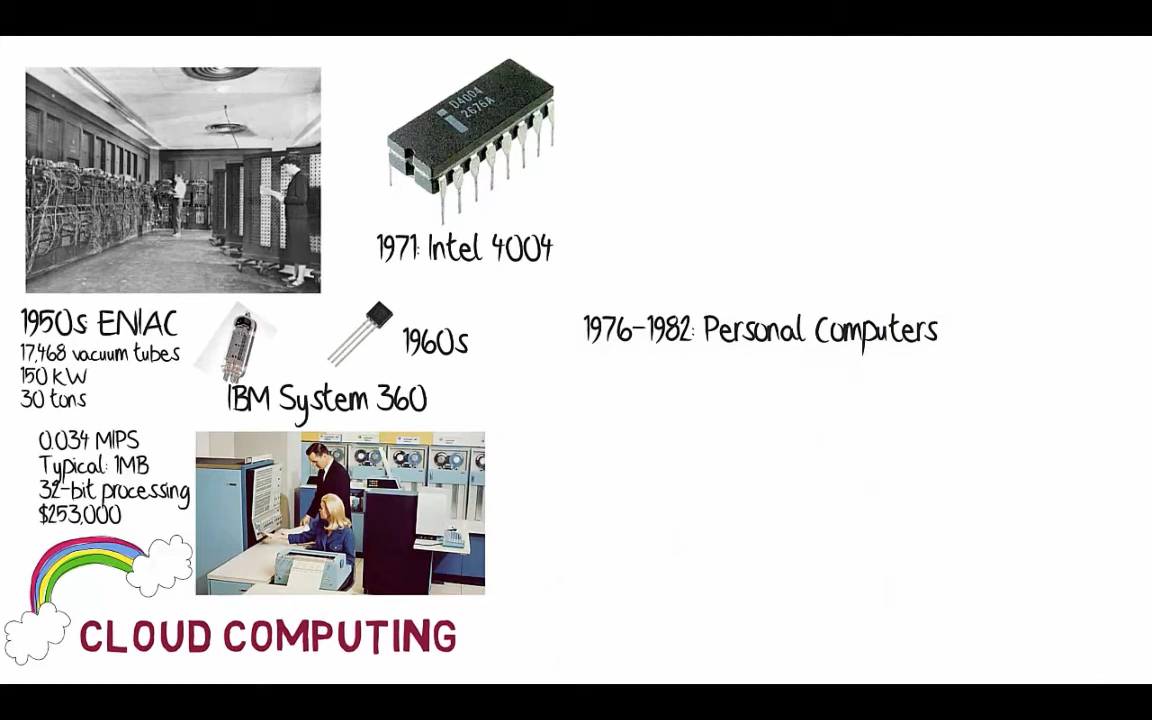 D4004
2676A
1971: Intel 4004
1950s: ENIAC
17,468 vacuum tubes
150 KW
30 tons
1960s
IBM System 360
0.034 MIPS
Typical: 1MB
32-bit processing
$253,000
1976-1982: Personal Computers
CLOUD COMPUTING